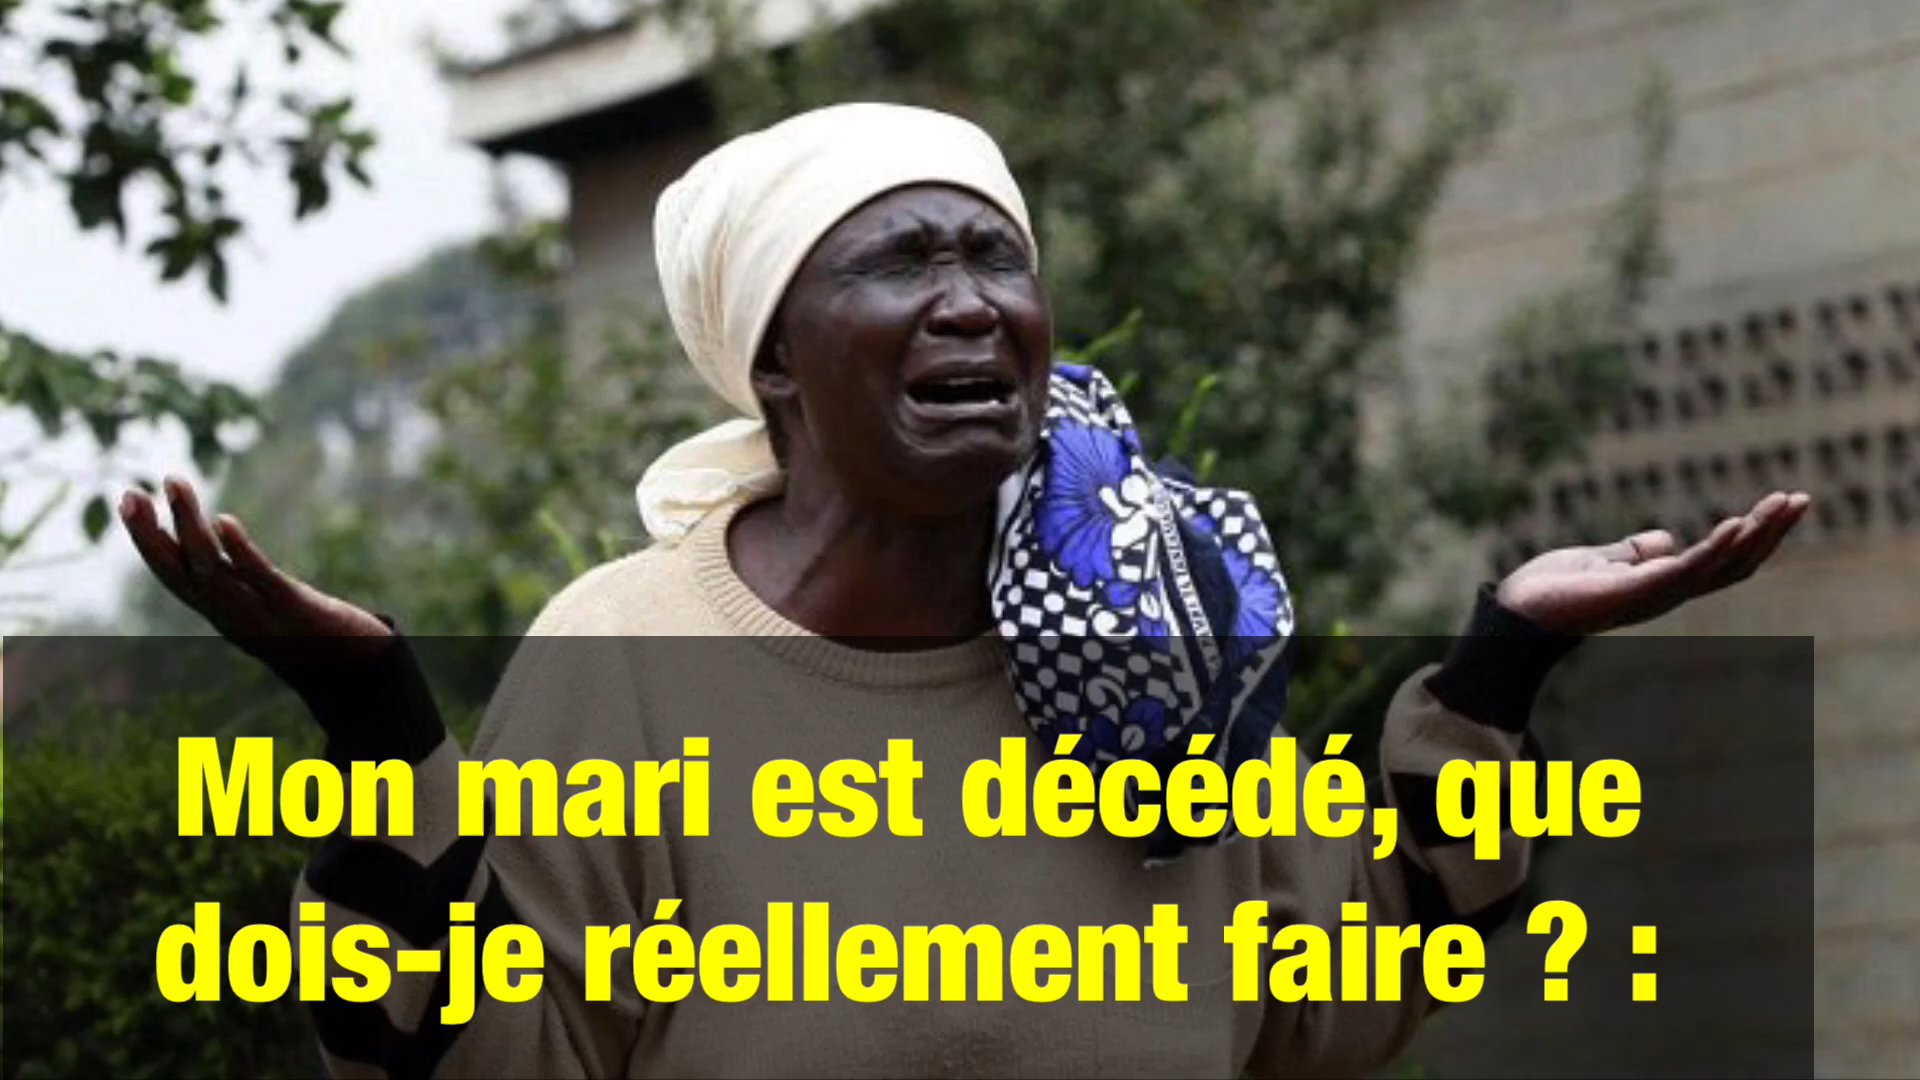 Mon mari est décédé, que
dois-je réellement faire ? :